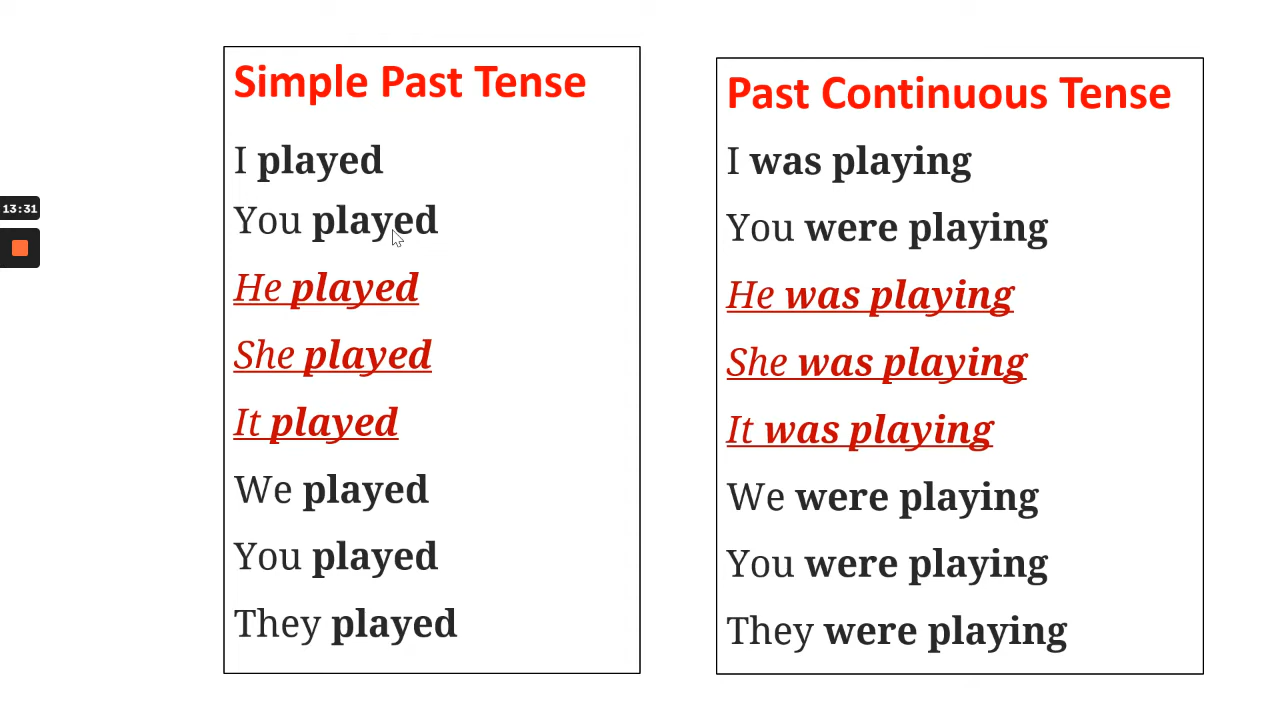 Simple Past Tense
I played
You played
He played
She played
It played
We played
You played
They played
Past Continuous Tense
I was playing
You were playing
He was playing
She was playing
It was playing
We were playing
You were playing
They were playing
13:31